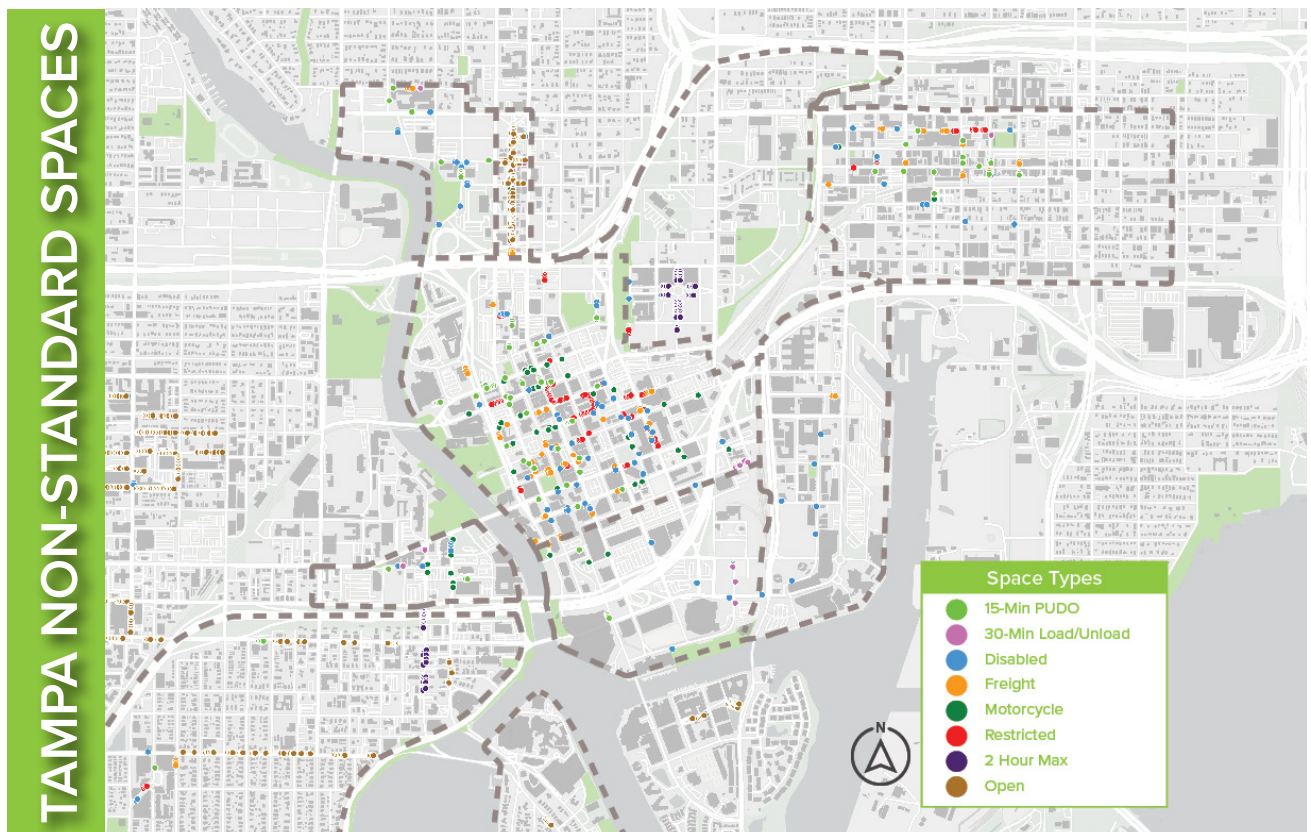 TAMPA NON-STANDARD SPACES
N
Space Types
15-Min PUDO
30-Min Load/Unload
Disabled
Freight
Motorcycle
Restricted
2 Hour Max
Open